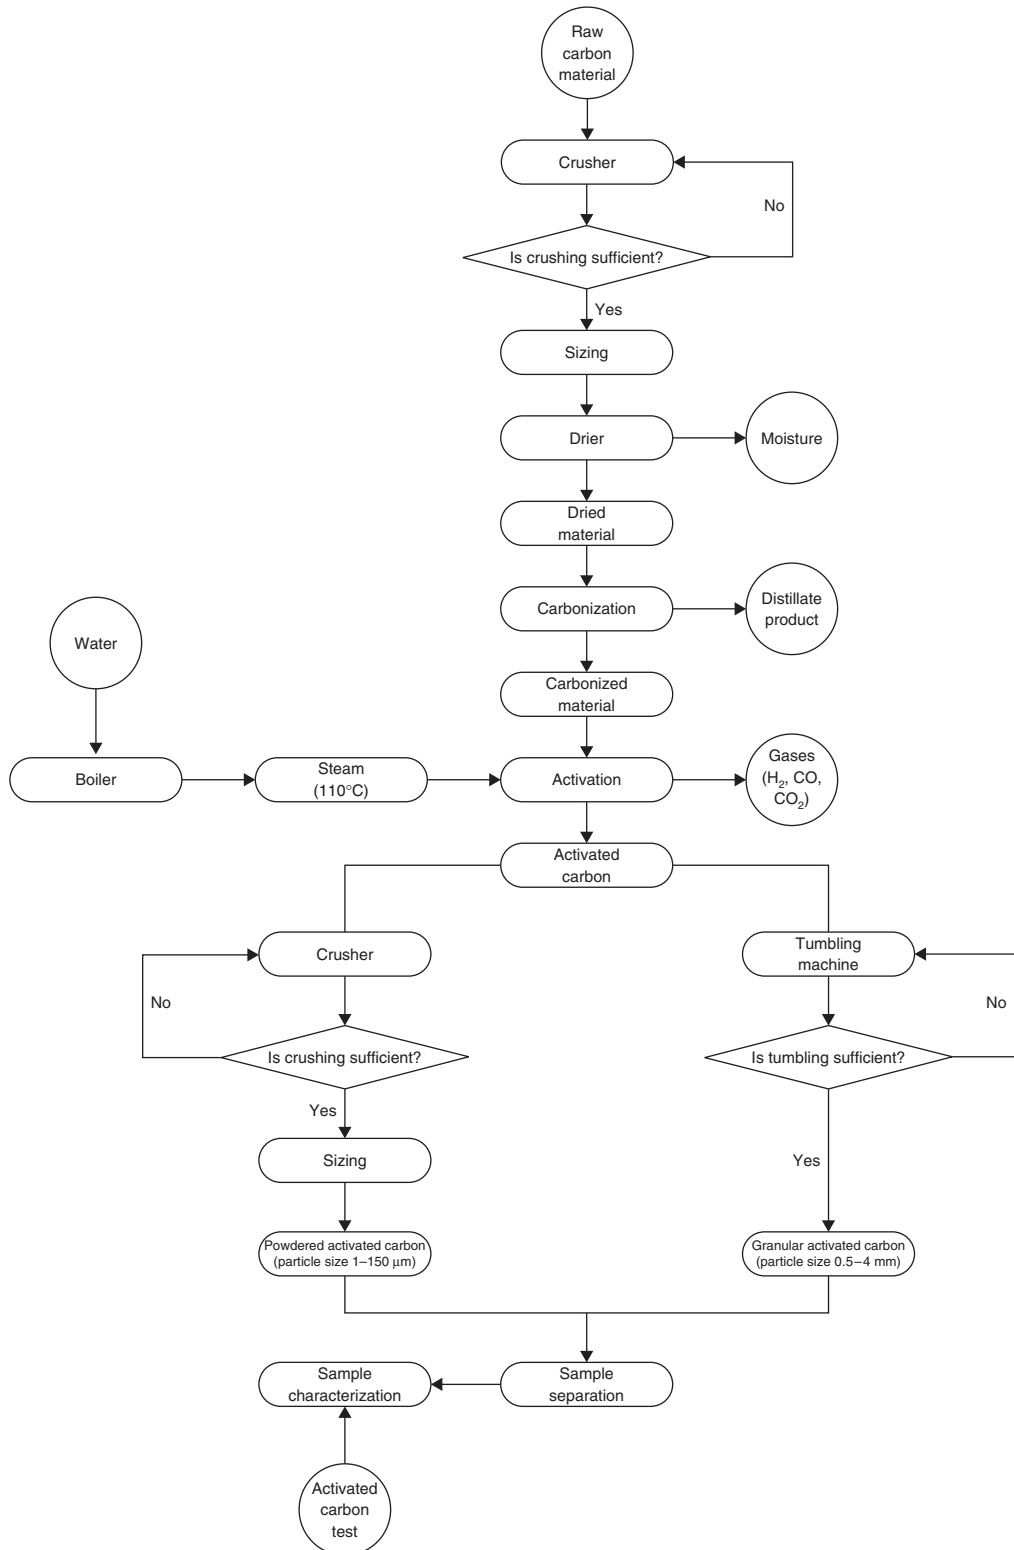 Raw
carbon
material
Crusher
No
Is crushing sufficient?
Yes
Sizing
Drier
Moisture
Dried
material
Carbonization
Distillate
product
Water
Carbonized
material
Boiler
Steam
(110°C)
Activation
Gases
(H₂, CO,
CO₂)
Activated
carbon
Crusher
Tumbling
machine
No
No
Is crushing sufficient?
Is tumbling sufficient?
Yes
Sizing
Yes
Powdered activated carbon
(particle size 1–150 μm)
Granular activated carbon
(particle size 0.5–4 mm)
Sample
characterization
Sample
separation
Activated
carbon
test